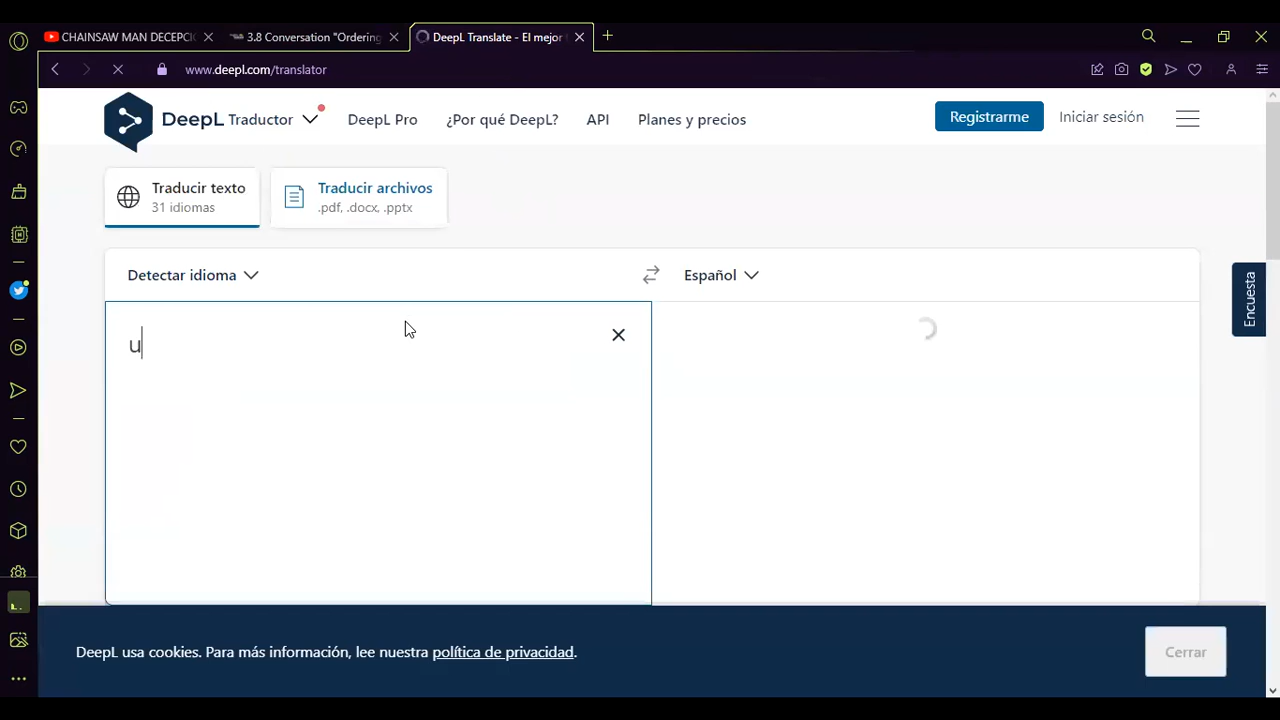 CHAINSAW MAN DECEPCI
3.8 Conversation "Ordering
DeepL Translate - El mejor
www.deepl.com/translator
DeepL Traductor
DeepL Pro
¿Por qué DeepL?
API
Planes y precios
Registrarme
Iniciar sesión
Traducir texto
31 idiomas
Traducir archivos
.pdf, .docx, .pptx
Detectar idioma
Español
Encuesta
u
DeepL usa cookies. Para más información, lee nuestra política de privacidad.
Cerrar